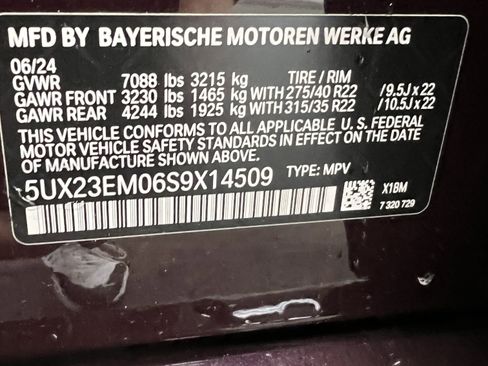 MFD BY BAYERISCHE MOTOREN WERKE AG
06/24
GVWR 7088 lbs 3215 kg TIRE / RIM
GAWR FRONT 3230 lbs 1465 kg WITH 275/40 R22 /9.5J x 22
GAWR REAR 4244 lbs 1925 kg WITH 315/35 R22 /10.5J x 22
THIS VEHICLE CONFORMS TO ALL APPLICABLE U. S. FEDERAL
MOTOR VEHICLE SAFETY STANDARDS IN EFFECT ON THE DATE
OF MANUFACTURE SHOWN ABOVE.
5UX23EM06S9X14509 TYPE: MPV
X1BM
7 320 729